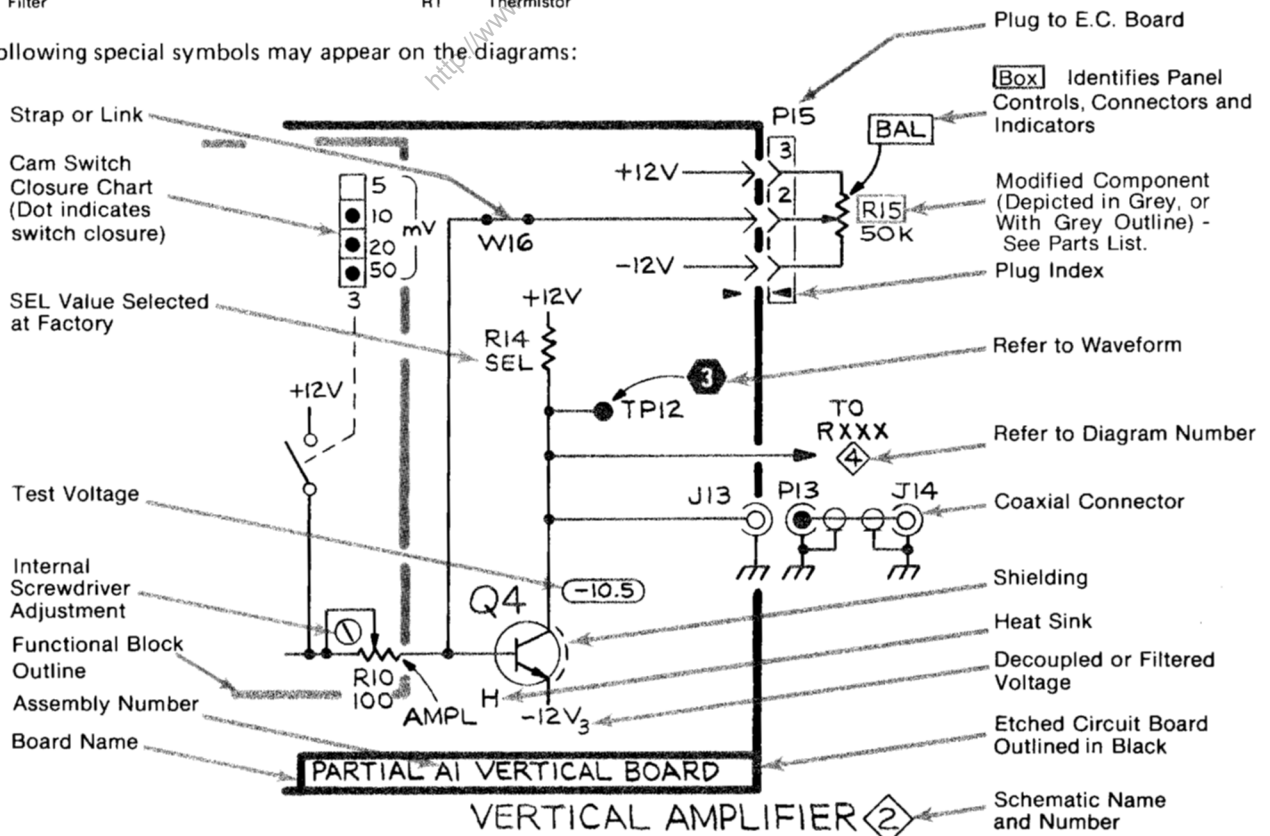 Filter
RT Thermistor
ollowing special symbols may appear on the diagrams:
http://www.
Strap or Link
Cam Switch
Closure Chart
(Dot indicates
switch closure)
SEL Value Selected
at Factory
Test Voltage
Internal
Screwdriver
Adjustment
Functional Block
Outline
Assembly Number
Board Name
5
10
20
50
mV
3
+12V
W16
+12V
R14
SEL
TP12
3
+12V
-12V
P15
3
2
BAL
R15
50K
TO
RXXX
4
J13
P13
J14
-10.5
Q4
H
-12V3
R10
100
AMPL
PARTIAL A1 VERTICAL BOARD
VERTICAL AMPLIFIER 2
Plug to E.C. Board
Box Identifies Panel
Controls, Connectors and
Indicators
Modified Component
(Depicted in Grey, or
With Grey Outline) -
See Parts List.
Plug Index
Refer to Waveform
Refer to Diagram Number
Coaxial Connector
Shielding
Heat Sink
Decoupled or Filtered
Voltage
Etched Circuit Board
Outlined in Black
Schematic Name
and Number